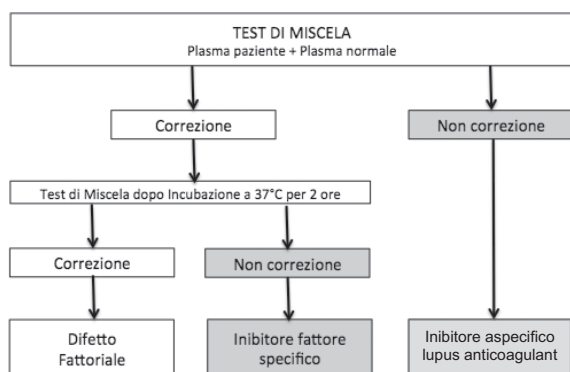 TEST DI MISCELA
Plasma paziente + Plasma normale
Correzione
Non correzione
Test di Miscela dopo Incubazione a 37°C per 2 ore
Correzione
Non correzione
Difetto
Fattoriale
Inibitore fattore
specifico
Inibitore aspecifico
lupus anticoagulant